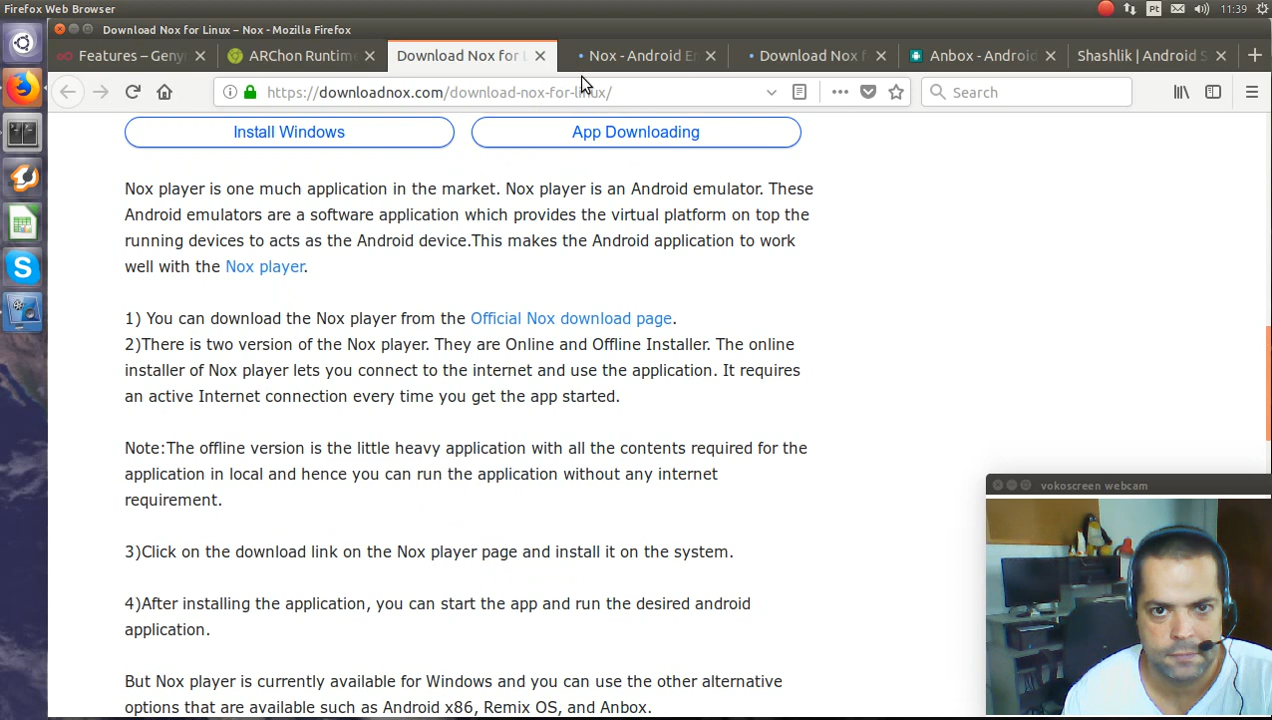 Firefox Web Browser
Pt
11:39
Download Nox for Linux – Nox - Mozilla Firefox
Features – Geny
ARChon Runtim
Download Nox for L
Nox - Android E
Download Nox f
Anbox - Android
Shashlik | Android S
https://downloadnox.com/download-nox-for-linux/
Search
Install Windows
App Downloading
Nox player is one much application in the market. Nox player is an Android emulator. These
Android emulators are a software application which provides the virtual platform on top the
running devices to acts as the Android device.This makes the Android application to work
well with the Nox player.
1) You can download the Nox player from the Official Nox download page.
2)There is two version of the Nox player. They are Online and Offline Installer. The online
installer of Nox player lets you connect to the internet and use the application. It requires
an active Internet connection every time you get the app started.
Note:The offline version is the little heavy application with all the contents required for the
application in local and hence you can run the application without any internet
requirement.
3)Click on the download link on the Nox player page and install it on the system.
4)After installing the application, you can start the app and run the desired android
application.
But Nox player is currently available for Windows and you can use the other alternative
options that are available such as Android x86, Remix OS, and Anbox.
vokoscreen webcam